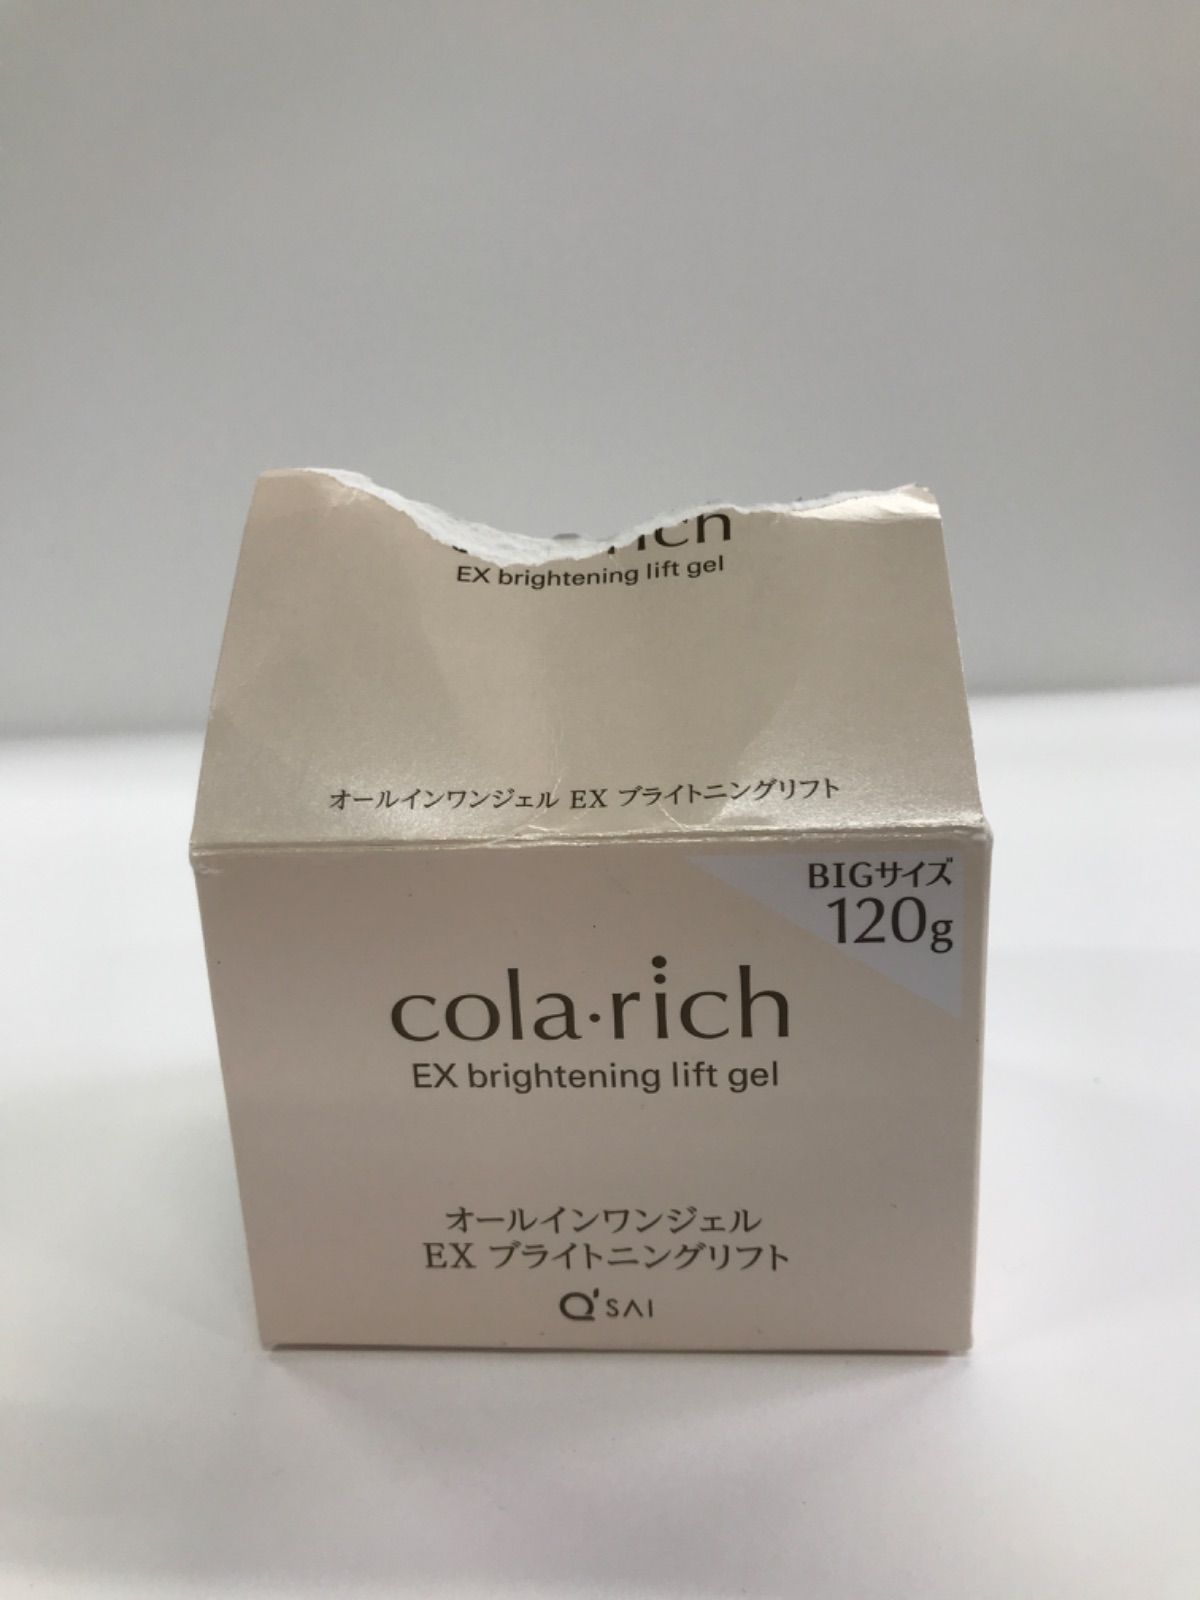 EX brightening lift gel
オールインワンジェル EX ブライトニングリフト
BIGサイズ
120g
cola・rich
EX brightening lift gel
オールインワンジェル
EX ブライトニングリフト
Q'SAI